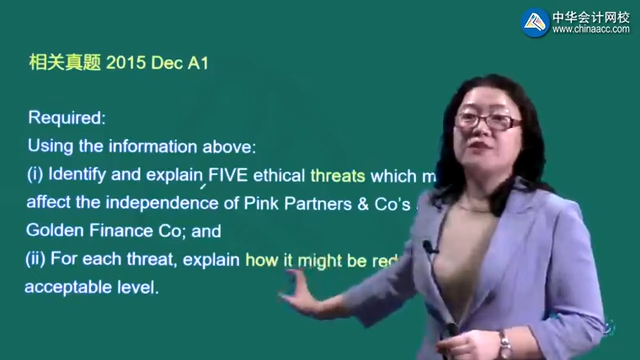 中华会计网校
www.chinaacc.com
相关真题 2015 Dec A1
Required:
Using the information above:
(i) Identify and explain FIVE ethical threats which
affect the independence of Pink Partners & Co's
Golden Finance Co; and
(ii) For each threat, explain how it might be
acceptable level.